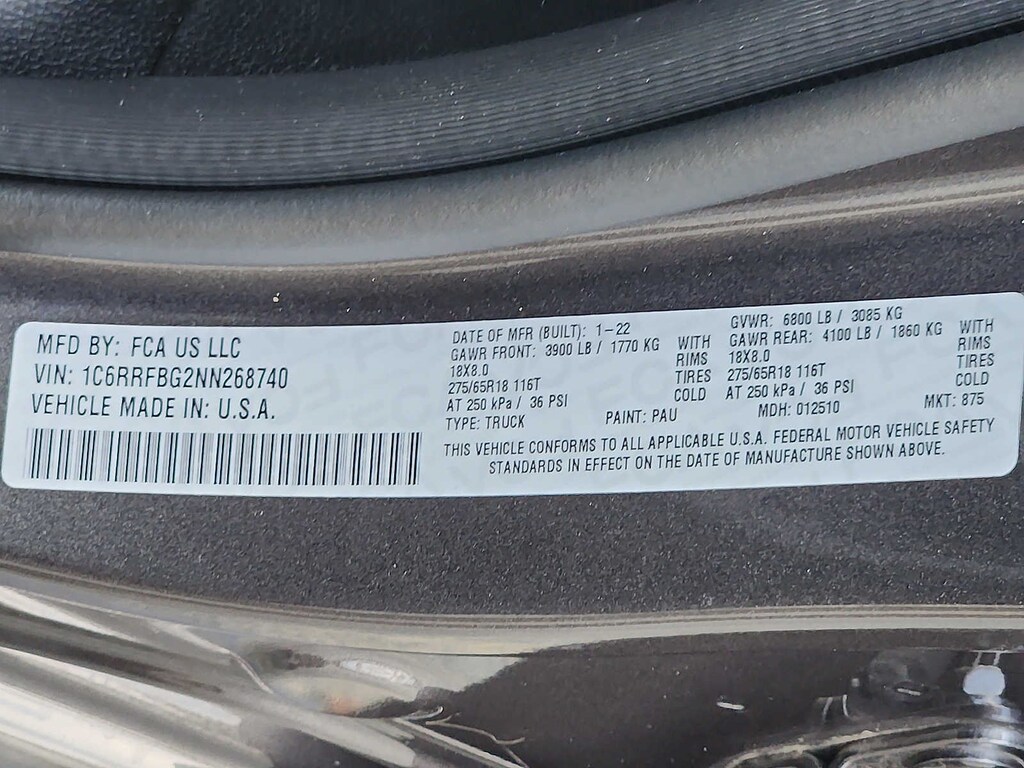 MFD BY: FCA US LLC
VIN: 1C6RRFBG2NN268740
VEHICLE MADE IN: U.S.A.
DATE OF MFR (BUILT): 1-22
GAWR FRONT: 3900 LB / 1770 KG WITH
18X8.0 RIMS
275/65R18 116T TIRES
AT 250 kPa / 36 PSI COLD
TYPE: TRUCK PAINT: PAU
GVWR: 6800 LB / 3085 KG
GAWR REAR: 4100 LB / 1860 KG WITH
18X8.0 RIMS
275/65R18 116T TIRES
AT 250 kPa / 36 PSI COLD
MDH: 012510 MKT: 875
THIS VEHICLE CONFORMS TO ALL APPLICABLE U.S.A. FEDERAL MOTOR VEHICLE SAFETY
STANDARDS IN EFFECT ON THE DATE OF MANUFACTURE SHOWN ABOVE.